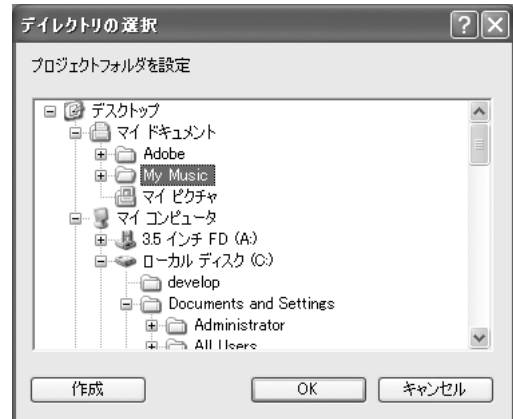 ディレクトリの選択
プロジェクトフォルダを設定
デスクトップ
マイ ドキュメント
Adobe
My Music
マイ ピクチャ
マイ コンピュータ
3.5 インチ FD (A:)
ローカル ディスク (C:)
develop
Documents and Settings
Administrator
All Users
作成 OK キャンセル